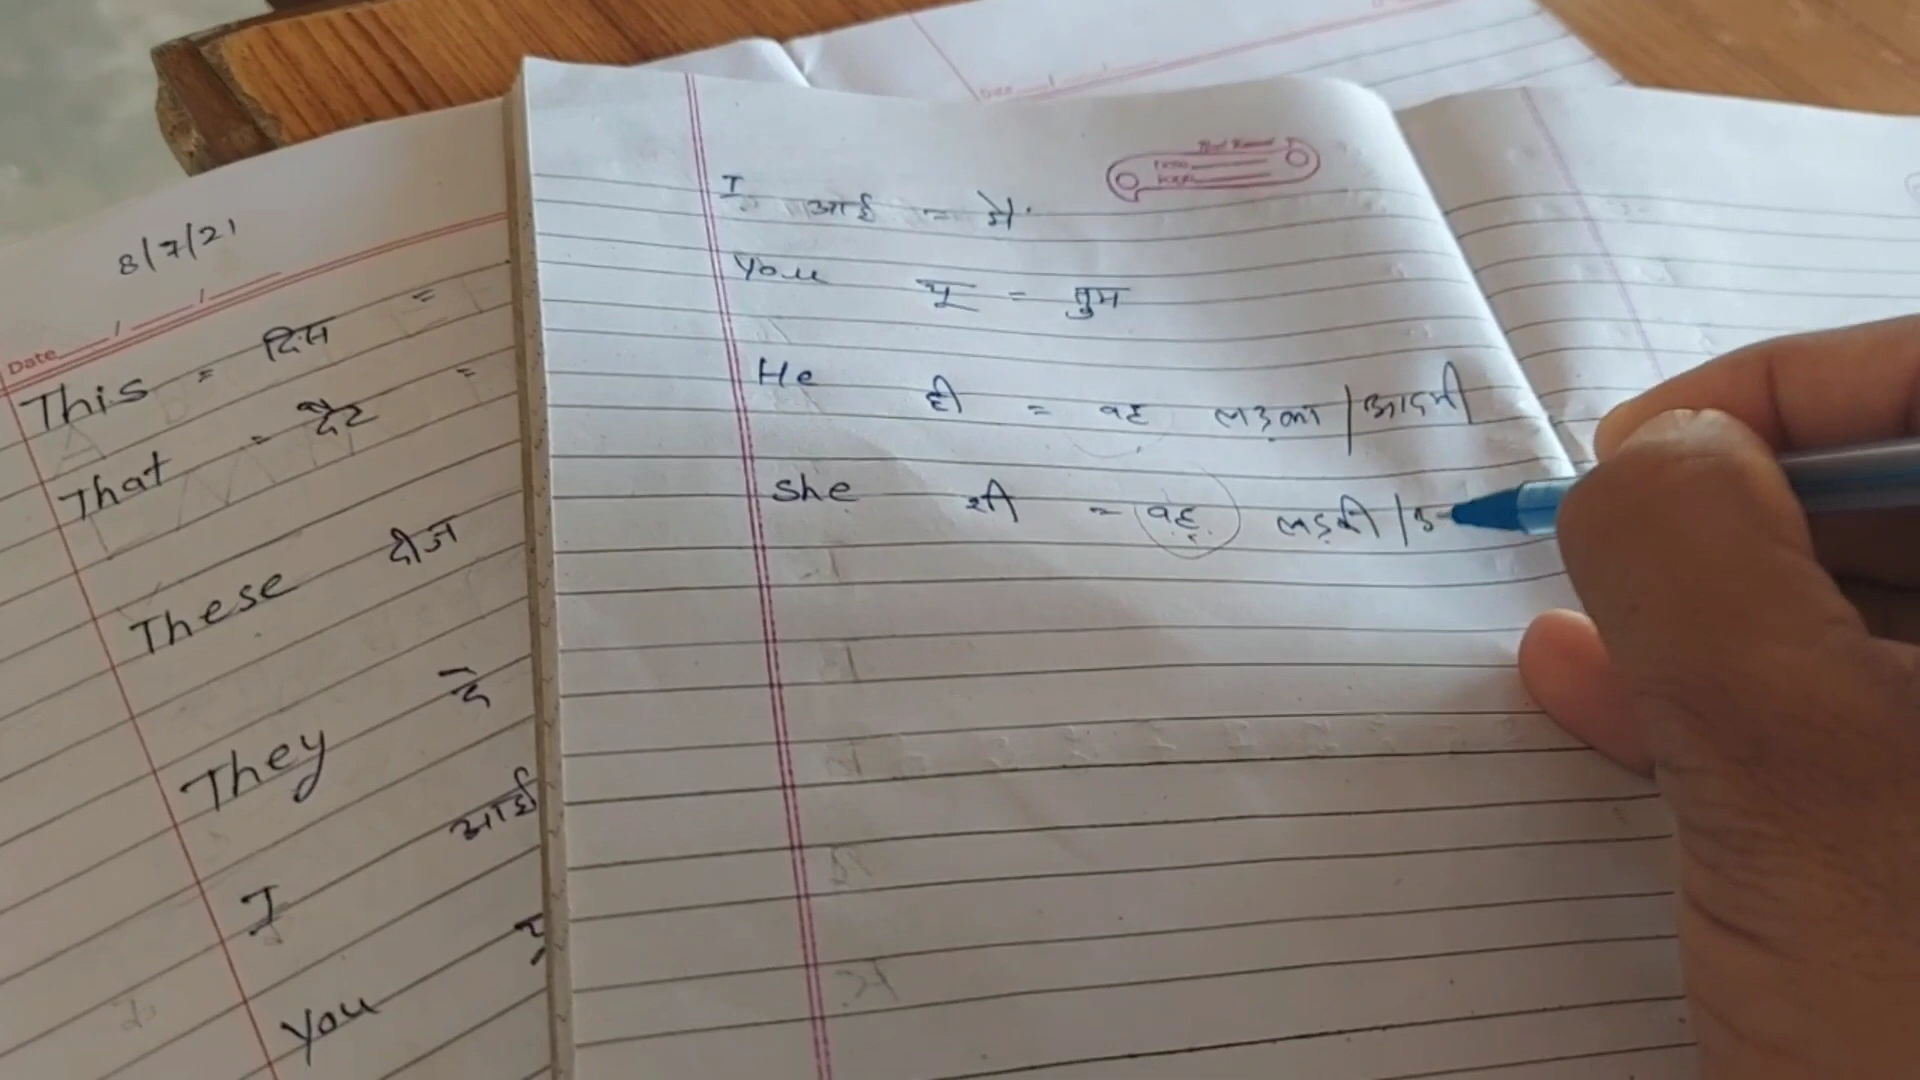 8/7/21
Date
This = दिस =
That = दैट =
These दीज
They दे
I आई
You
I आई = मैं
You यू = तुम
He ही = वह लड़का / आदमी
She शी = वह लड़की /